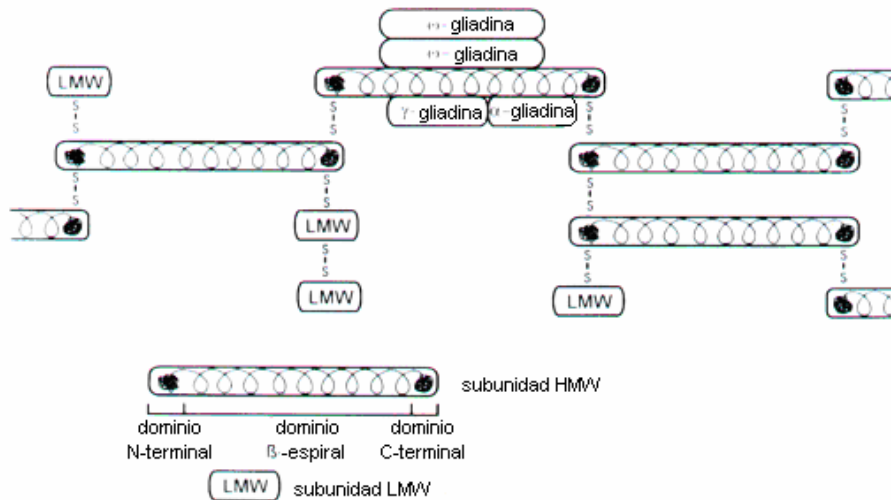 ω-gliadina
ω-gliadina
LMW
S
S
S
S
γ-gliadina
α-gliadina
S
S
S
S
S
S
S
S
S
S
LMW
S
S
LMW
S
S
LMW
S
S
subunidad HMW
dominio
N-terminal
dominio
ß-espiral
dominio
C-terminal
LMW
subunidad LMW